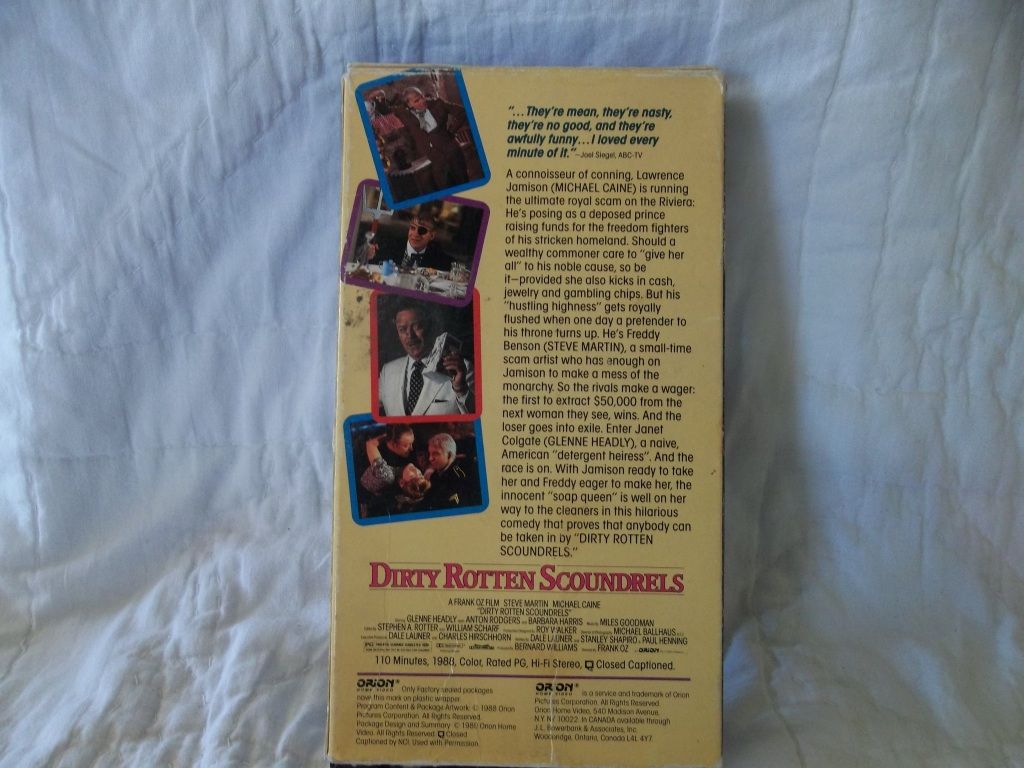 "...They're mean, they're nasty,
they're no good, and they're
awfully funny...I loved every
minute of it."—Joel Siegel, ABC-TV
A connoisseur of conning, Lawrence
Jamison (MICHAEL CAINE) is running
the ultimate royal scam on the Riviera:
He's posing as a deposed prince
raising funds for the freedom fighters
of his stricken homeland. Should a
wealthy commoner care to "give her
all" to his noble cause, so be
it—provided she also kicks in cash,
jewelry and gambling chips. But his
"hustling highness" gets royally
flushed when one day a pretender to
his throne turns up. He's Freddy
Benson (STEVE MARTIN), a small-time
scam artist who has enough on
Jamison to make a mess of the
monarchy. So the rivals make a wager:
the first to extract $50,000 from the
next woman they see, wins. And the
loser goes into exile. Enter Janet
Colgate (GLENNE HEADLY), a naive,
American "detergent heiress". And the
race is on. With Jamison ready to take
her and Freddy eager to make her, the
innocent "soap queen" is well on her
way to the cleaners in this hilarious
comedy that proves that anybody can
be taken in by "DIRTY ROTTEN
SCOUNDRELS."
DIRTY ROTTEN SCOUNDRELS
A FRANK OZ FILM STEVE MARTIN MICHAEL CAINE
"DIRTY ROTTEN SCOUNDRELS"
GLENNE HEADLY ANTON RODGERS BARBARA HARRIS MILES GOODMAN
STEPHEN A. ROTTER WILLIAM SCHARF ROY WALKER MICHAEL BALLHAUS
DALE LAUNER CHARLES HIRSCHHORN DALE LAUNER STANLEY SHAPIRO PAUL HENNING
PG BERNARD WILLIAMS FRANK OZ ORION
110 Minutes, 1988, Color, Rated PG, Hi-Fi Stereo, Closed Captioned.
ORION®
HOME VIDEO Only Factory sealed packages
have this mark on plastic wrapper.
Program Content & Package Artwork: © 1988 Orion
Pictures Corporation. All Rights Reserved.
Package Design and Summary © 1989 Orion Home
Video. All Rights Reserved. Closed
Captioned by NCI. Used with Permission.
ORION®
HOME VIDEO is a service and trademark of Orion
Pictures Corporation. All Rights Reserved.
Orion Home Video, 540 Madison Avenue,
N.Y. NY 10022. In CANADA available through
J.L. Bowerbank & Associates, Inc.
Woodbridge, Ontario, Canada L4L 4Y7.